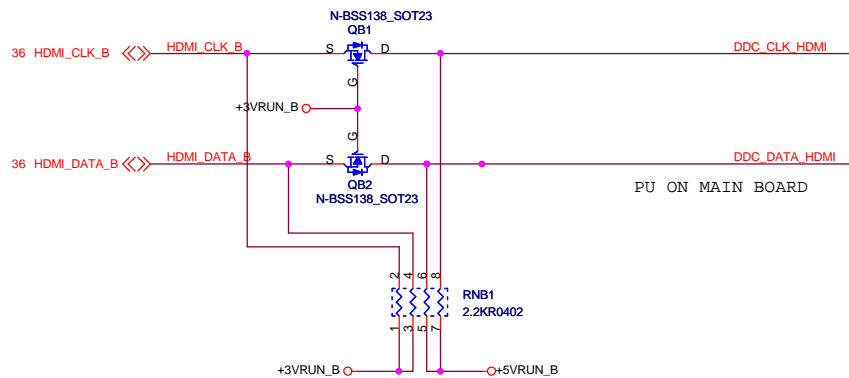 N-BSS138_SOT23
QB1
36 HDMI_CLK_B HDMI_CLK_B S D DDC_CLK_HDMI
G
+3VRUN_B
G
36 HDMI_DATA_B HDMI_DATA_B S D DDC_DATA_HDMI
QB2
N-BSS138_SOT23
PU ON MAIN BOARD
2 4 6 8
RNB1
2.2KR0402
1 3 5 7
+3VRUN_B +5VRUN_B